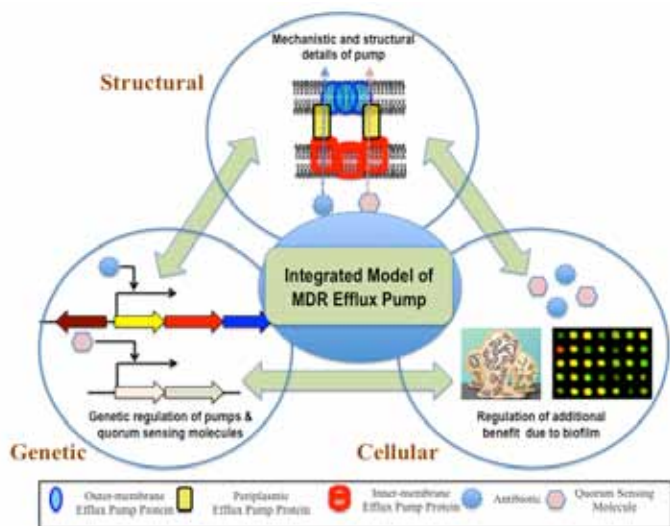 Mechanistic and structural
details of pump
Structural
Integrated Model of
MDR Efflux Pump
Genetic regulation of pumps &
quorum sensing molecules
Regulation of additional
benefit due to biofilm
Genetic
Cellular
Outer-membrane
Efflux Pump Protein
Periplasmic
Efflux Pump Protein
Inner-membrane
Efflux Pump Protein
Antibiotic
Quorum Sensing
Molecule